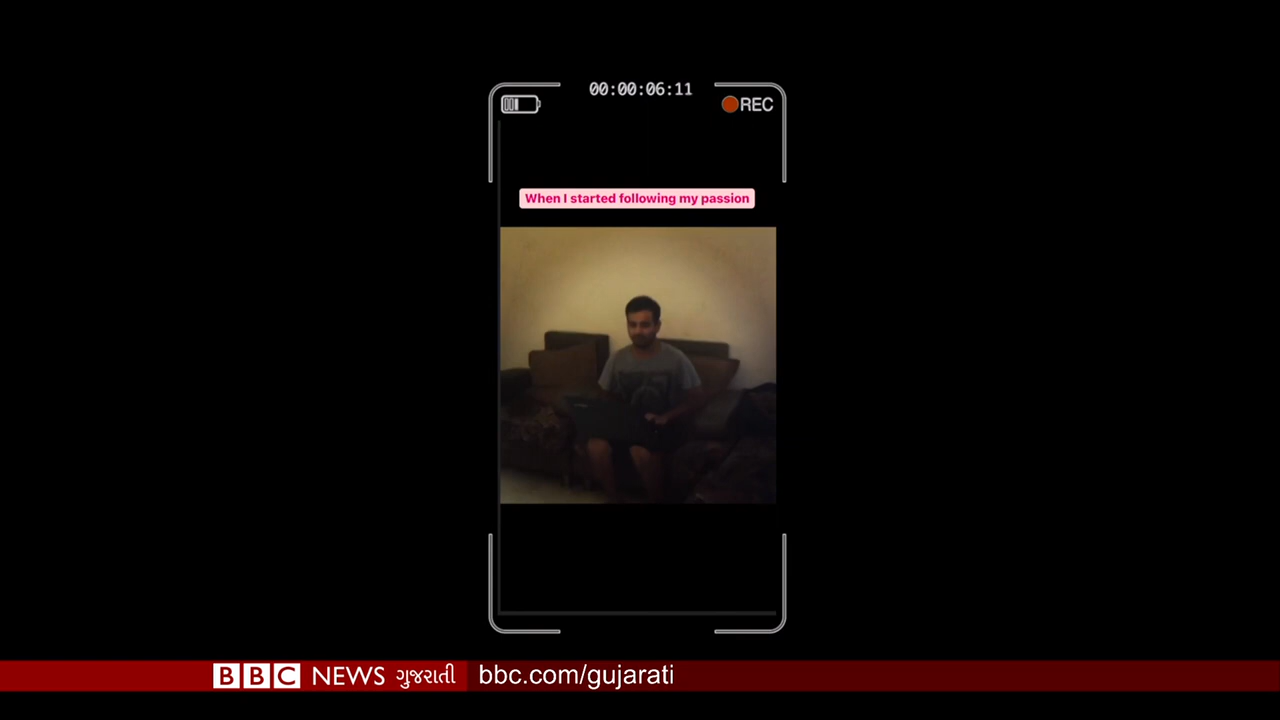 00:00:06:11
REC
When I started following my passion
BBC NEWS ગુજરાતી bbc.com/gujarati